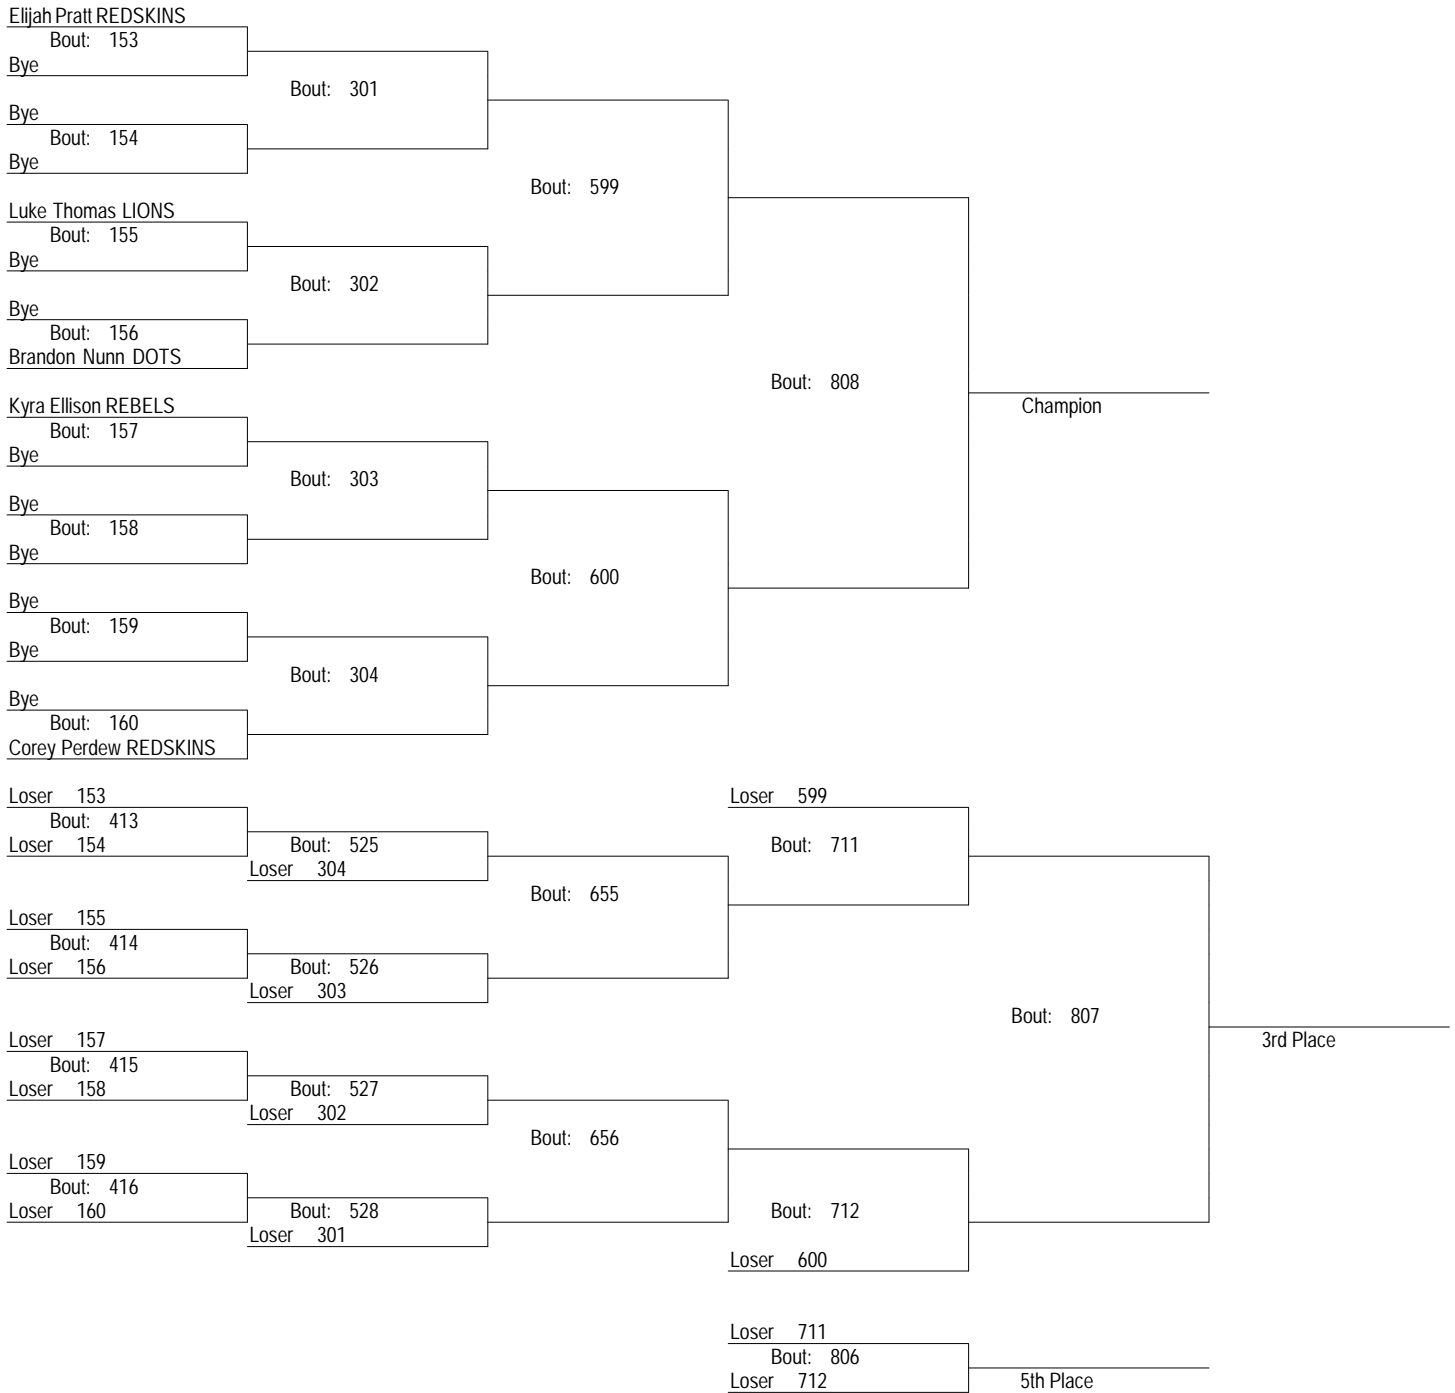 Elijah Pratt REDSKINS
Bout: 153
Bye
Bout: 301
Bye
Bout: 154
Bye
Bout: 599
Luke Thomas LIONS
Bout: 155
Bye
Bout: 302
Bye
Bout: 156
Brandon Nunn DOTS
Bout: 808
Champion
Kyra Ellison REBELS
Bout: 157
Bye
Bout: 303
Bye
Bout: 158
Bye
Bout: 600
Bye
Bout: 159
Bye
Bout: 304
Bye
Bout: 160
Corey Perdew REDSKINS
Loser 153
Bout: 413
Loser 154
Bout: 525
Loser 304
Loser 599
Bout: 711
Bout: 655
Loser 155
Bout: 414
Loser 156
Bout: 526
Loser 303
Bout: 807
3rd Place
Loser 157
Bout: 415
Loser 158
Bout: 527
Loser 302
Bout: 656
Loser 159
Bout: 416
Loser 160
Bout: 528
Loser 301
Bout: 712
Loser 600
Loser 711
Bout: 806
Loser 712
5th Place